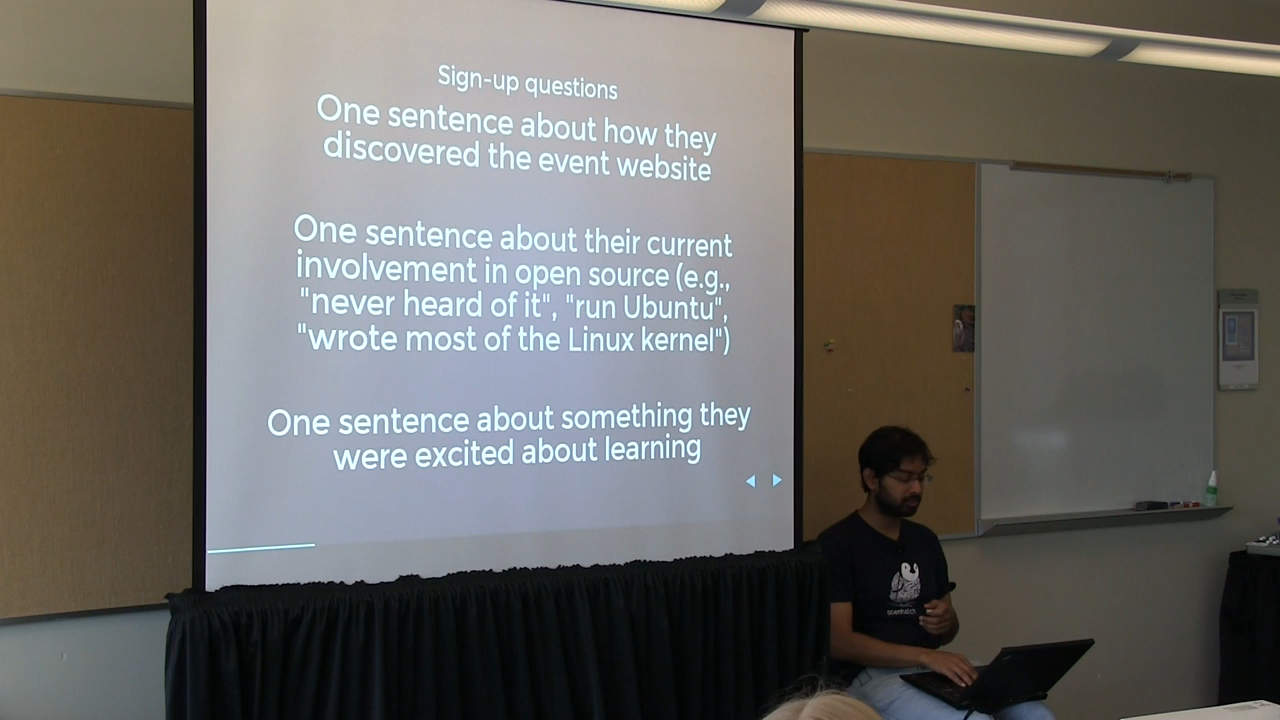 Sign-up questions
One sentence about how they
discovered the event website
One sentence about their current
involvement in open source (e.g.,
"never heard of it", "run Ubuntu",
"wrote most of the Linux kernel")
One sentence about something they
were excited about learning
openhatch